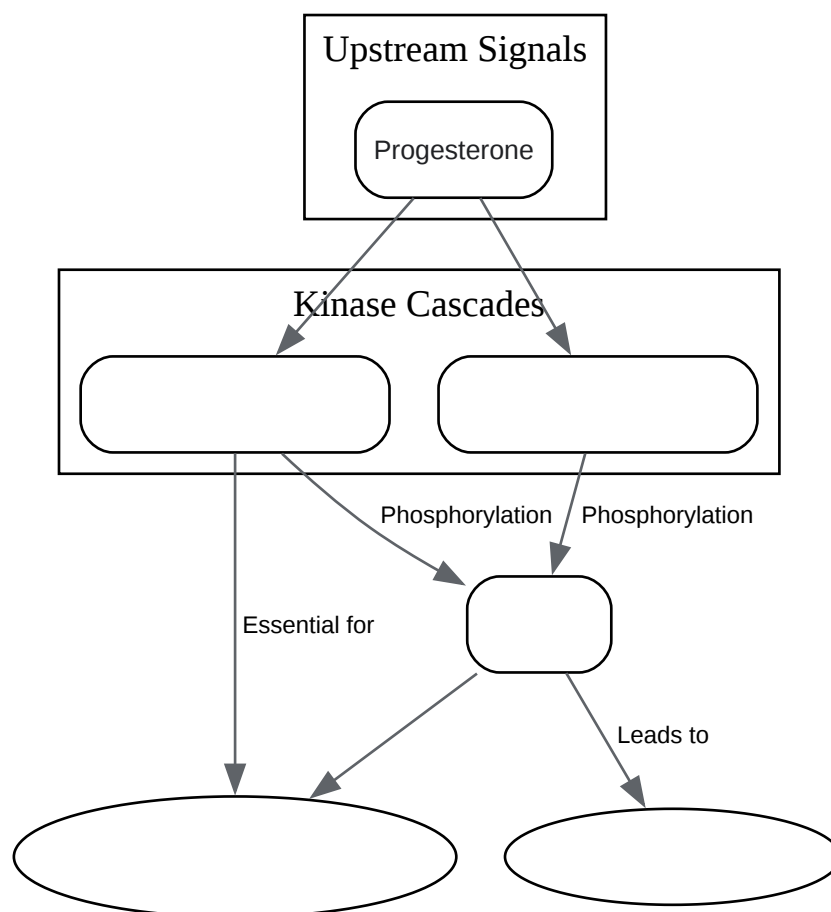 Upstream Signals
Progesterone
Kinase Cascades
Phosphorylation
Phosphorylation
Essential for
Leads to